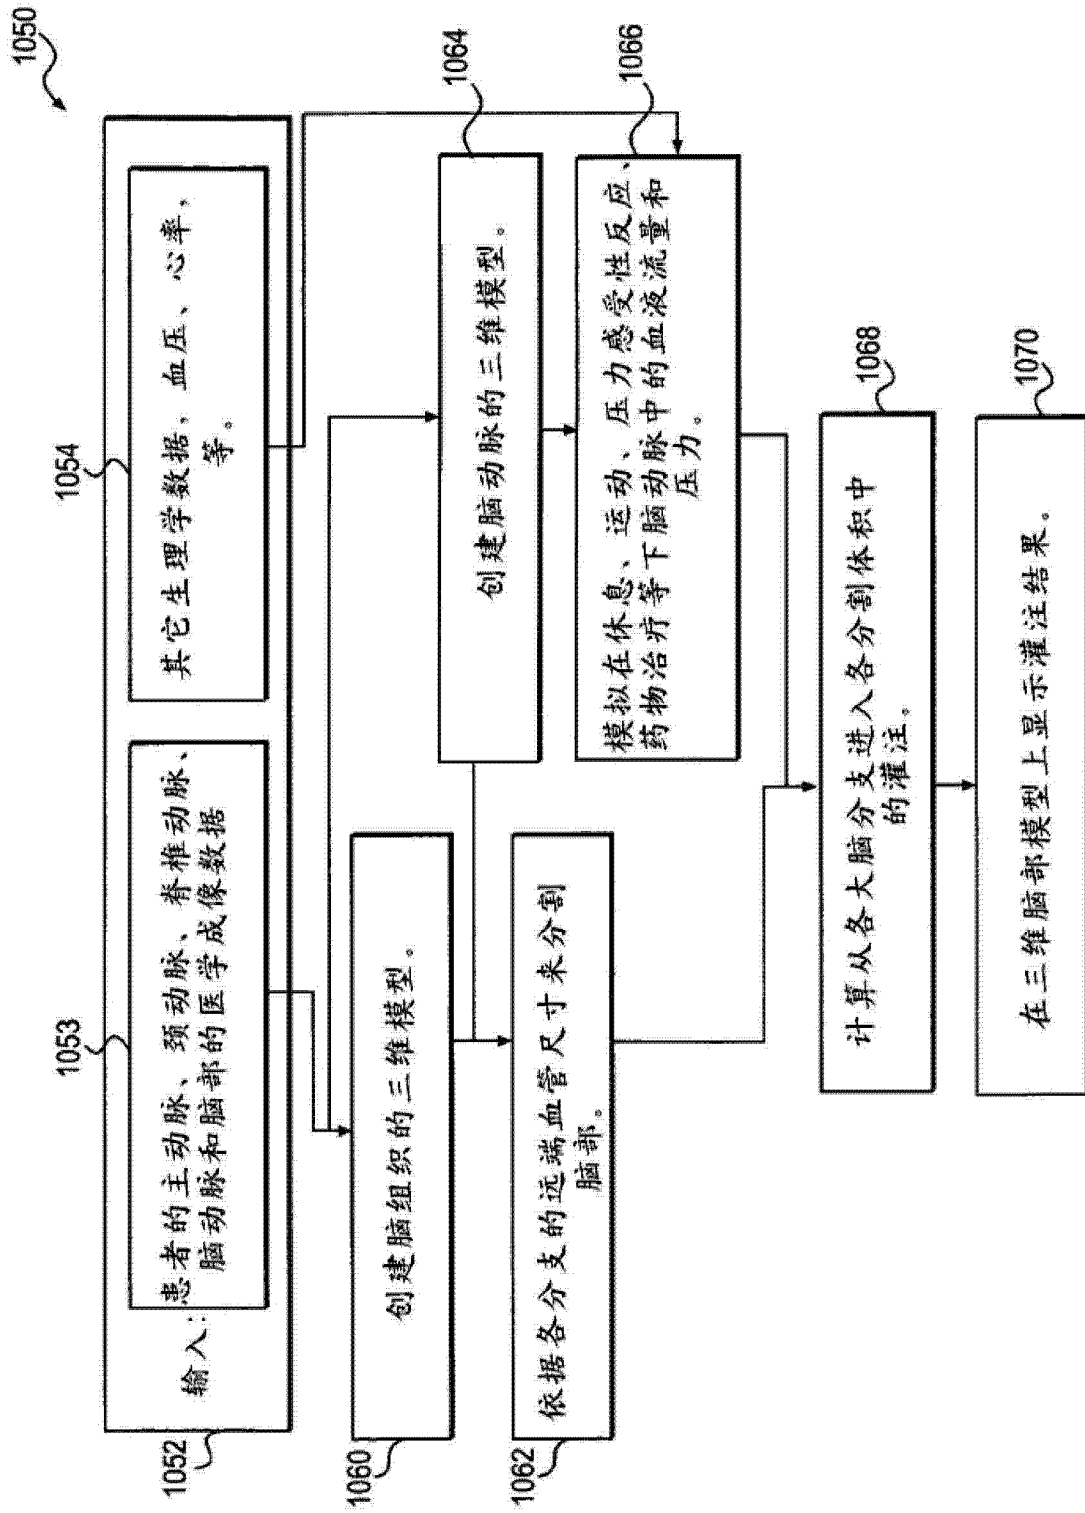 1050
1052
输入：
1053
患者的主动脉、颈动脉、脊椎动脉、
脑动脉和脑部的医学成像数据
1054
其它生理学数据，血压、心率，
等。
1060
创建脑组织的三维模型。
1064
创建脑动脉的三维模型。
1062
依据各分支的远端血管尺寸来分割
脑部。
1066
模拟在休息、运动、压力感受性反应、
药物治疗等下脑动脉中的血液流量和
压力。
1068
计算从各大脑分支进入各分割体积中
的灌注。
1070
在三维脑部模型上显示灌注结果。